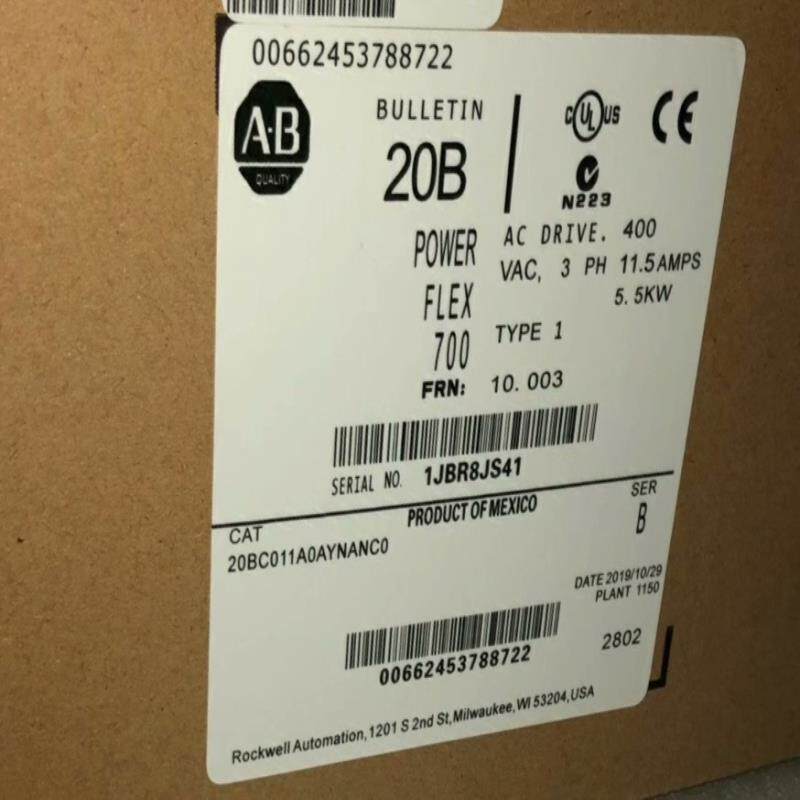 00662453788722
A·B
QUALITY
BULLETIN
20B
C UL US
CE
N223
POWER
FLEX
700
AC DRIVE. 400
VAC, 3 PH 11.5AMPS
5.5KW
TYPE 1
FRN: 10.003
SERIAL NO. 1JBR8JS41
PRODUCT OF MEXICO
CAT
20BC011A0AYNANC0
SER
B
DATE 2019/10/29
PLANT 1150
00662453788722
2802
Rockwell Automation, 1201 S 2nd St, Milwaukee, WI 53204, USA